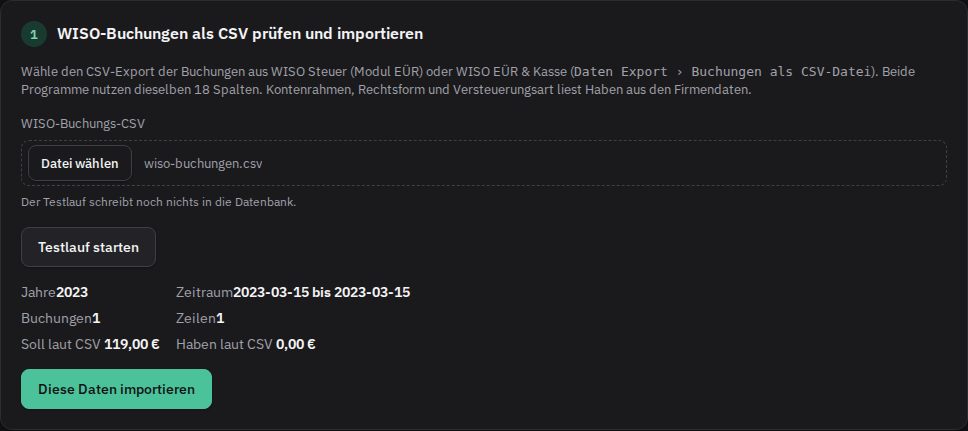 1 WISO-Buchungen als CSV prüfen und importieren
Wähle den CSV-Export der Buchungen aus WISO Steuer (Modul EÜR) oder WISO EÜR & Kasse (Daten Export › Buchungen als CSV-Datei). Beide
Programme nutzen dieselben 18 Spalten. Kontenrahmen, Rechtsform und Versteuerungsart liest Haben aus den Firmendaten.
WISO-Buchungs-CSV
Datei wählen wiso-buchungen.csv
Der Testlauf schreibt noch nichts in die Datenbank.
Testlauf starten
Jahre2023 Zeitraum2023-03-15 bis 2023-03-15
Buchungen1 Zeilen1
Soll laut CSV 119,00 € Haben laut CSV 0,00 €
Diese Daten importieren